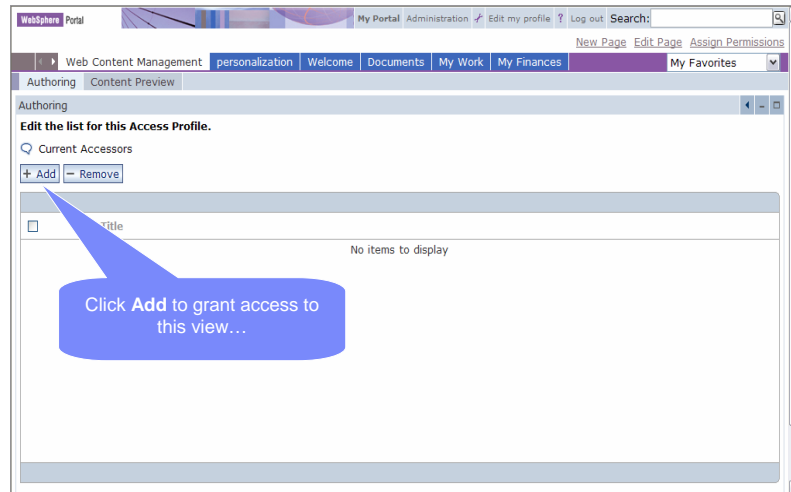 WebSphere Portal My Portal Administration Edit my profile ? Log out Search:
New Page Edit Page Assign Permissions
Web Content Management personalization Welcome Documents My Work My Finances My Favorites
Authoring Content Preview
Authoring
Edit the list for this Access Profile.
Current Accessors
+ Add − Remove
Title
No items to display
Click Add to grant access to
this view…